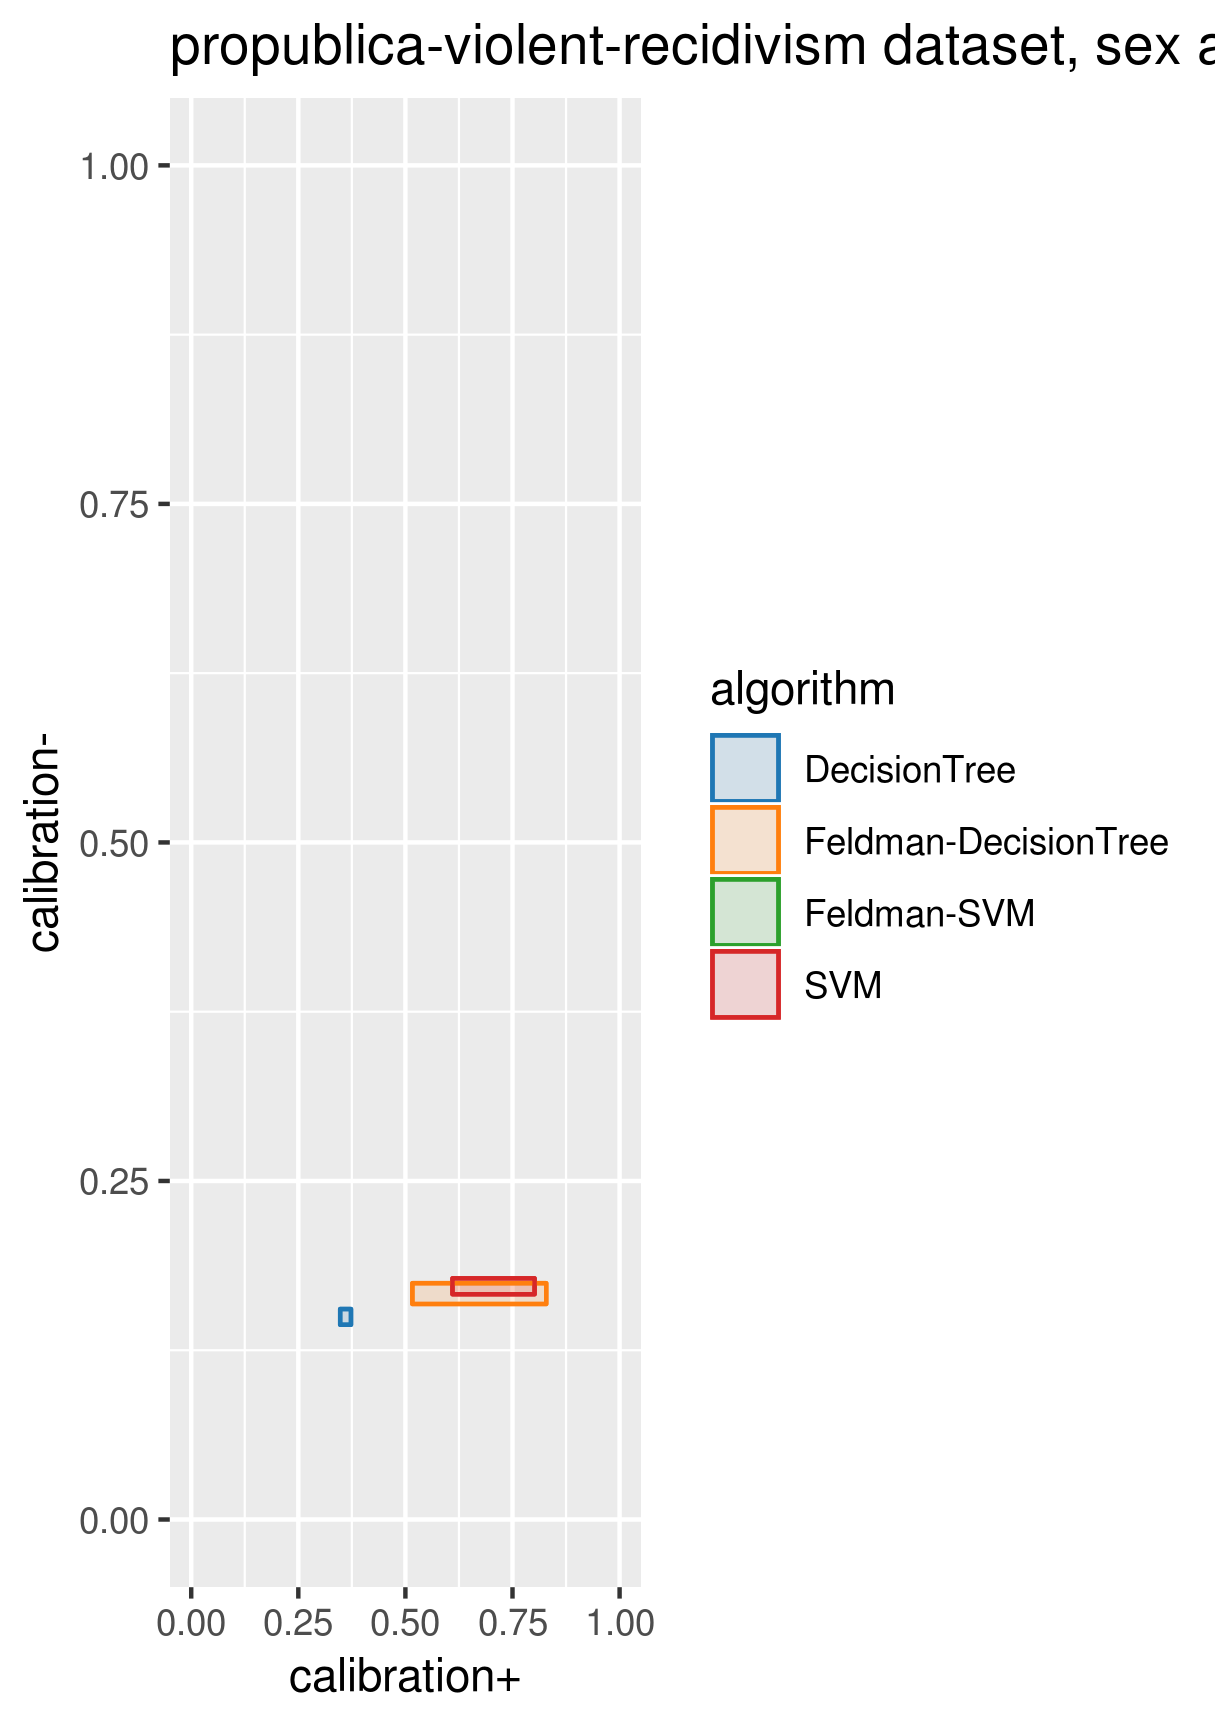 propublica-violent-recidivism dataset, sex
1.00
0.75
0.50
0.25
0.00
calibration-
0.00 0.25 0.50 0.75 1.00
calibration+
algorithm
DecisionTree
Feldman-DecisionTree
Feldman-SVM
SVM